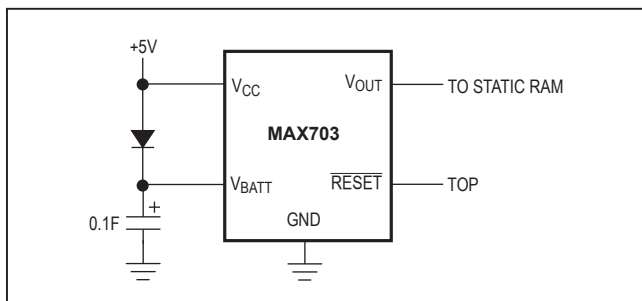 +5V
VCC
VOUT
TO STATIC RAM
MAX703
VBATT
RESET
TOP
+
0.1F
GND